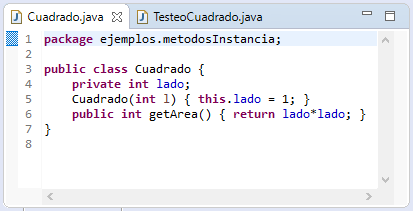 Cuadrado.java
TesteoCuadrado.java
1 package ejemplos.metodosInstancia;
2
3 public class Cuadrado {
4 private int lado;
5 Cuadrado(int l) { this.lado = 1; }
6 public int getArea() { return lado*lado; }
7 }
8